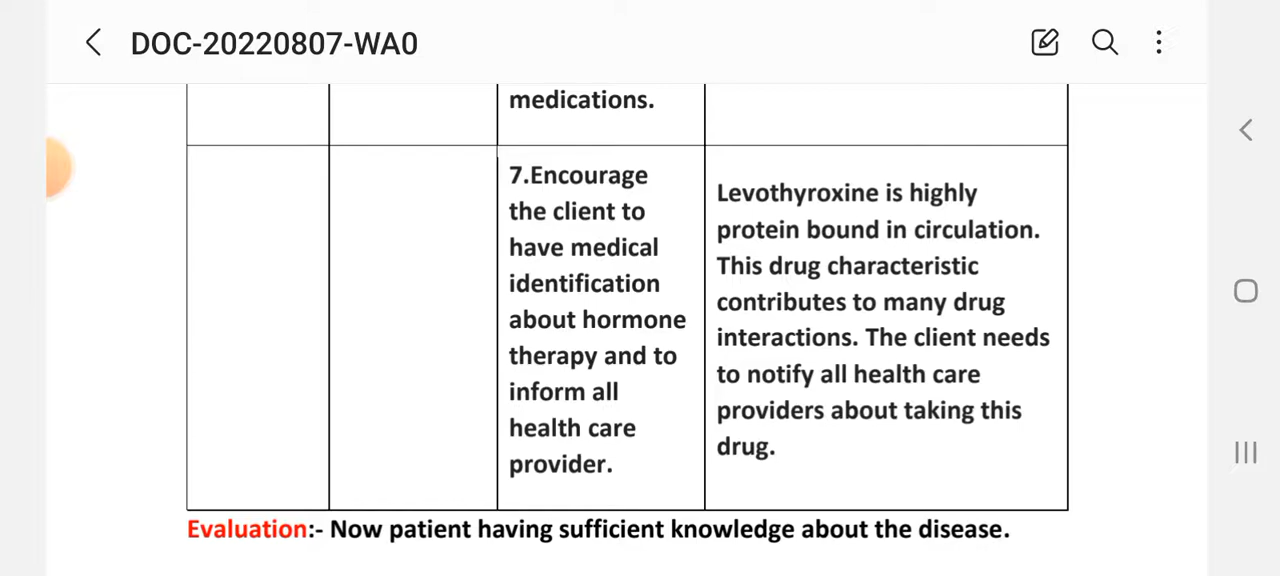 DOC-20220807-WA0
medications.
7.Encourage
the client to
have medical
identification
about hormone
therapy and to
inform all
health care
provider.
Levothyroxine is highly
protein bound in circulation.
This drug characteristic
contributes to many drug
interactions. The client needs
to notify all health care
providers about taking this
drug.
Evaluation:- Now patient having sufficient knowledge about the disease.